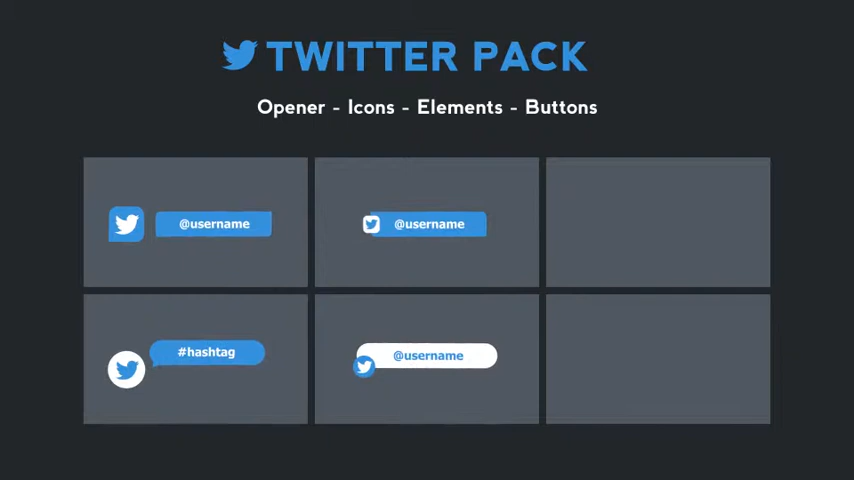 TWITTER PACK
Opener - Icons - Elements - Buttons
@username
@username
#hashtag
@username